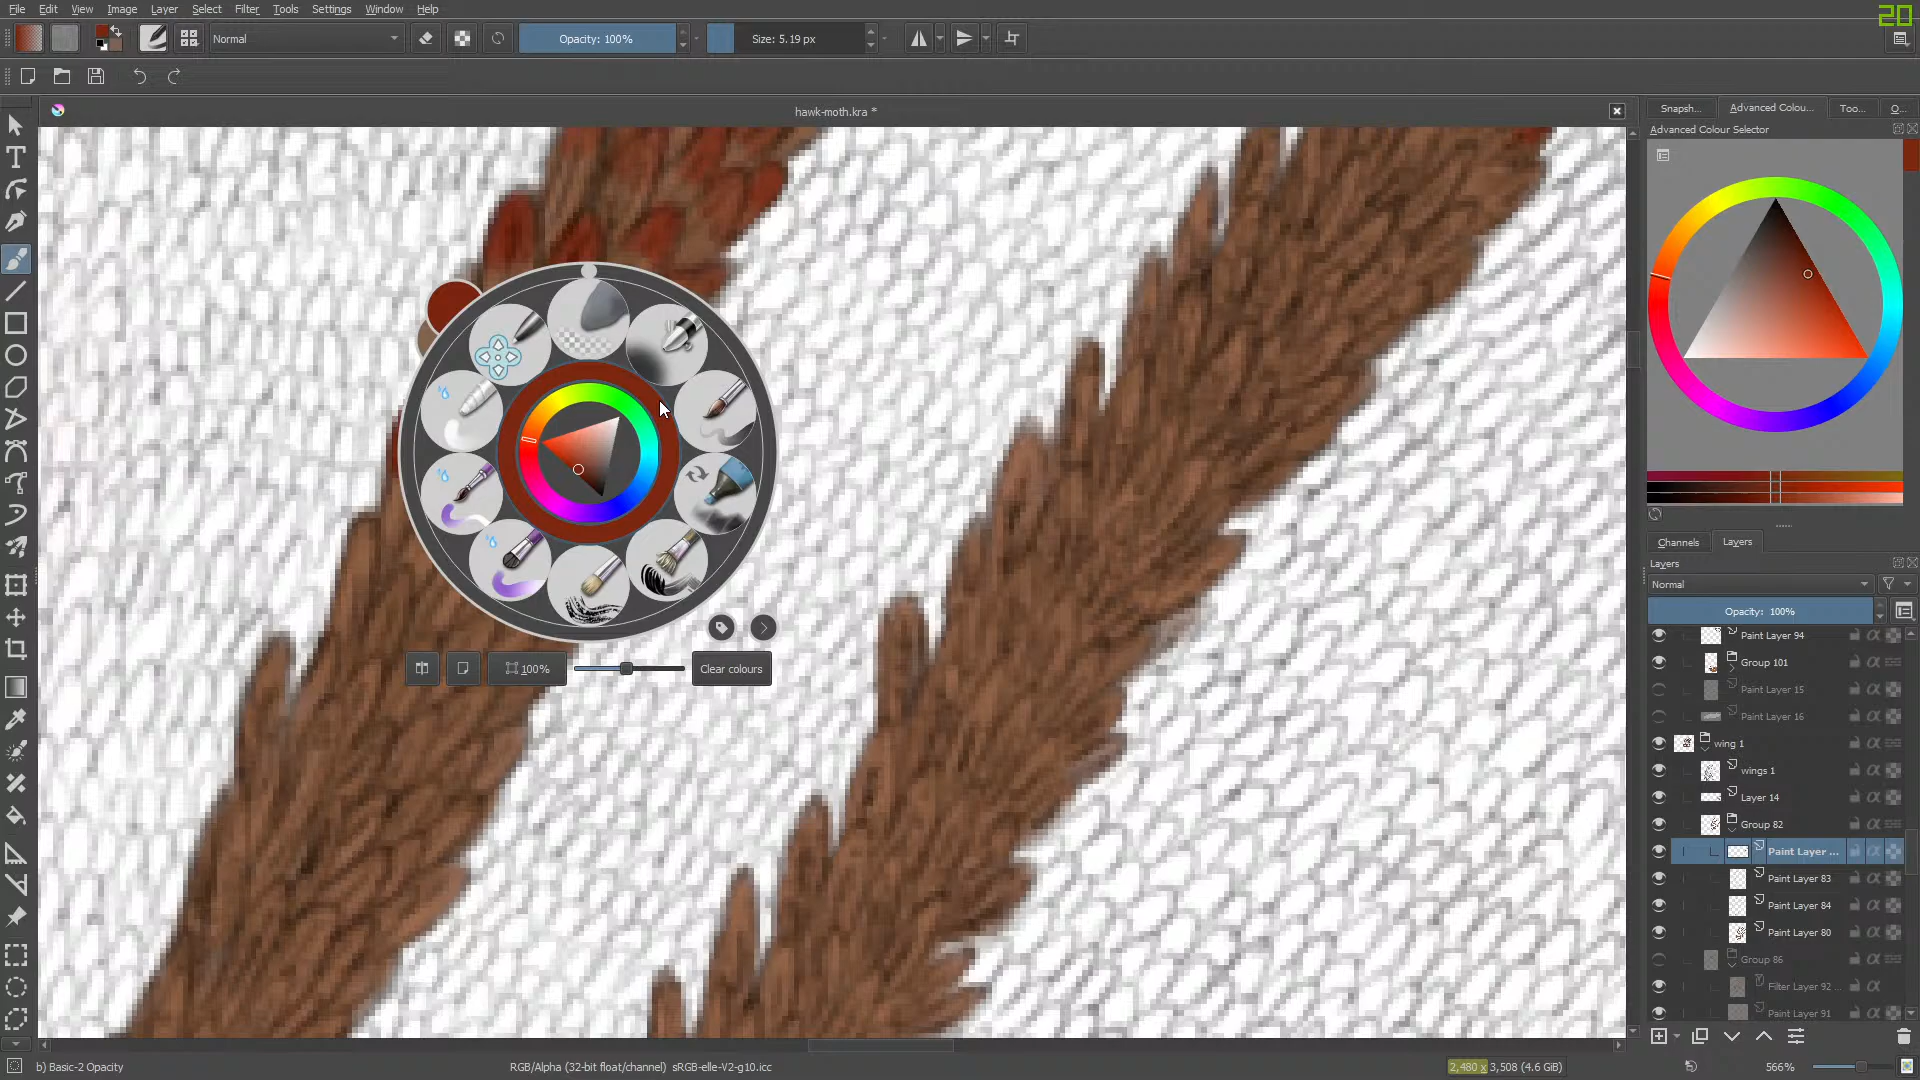 File Edit View Image Layer Select Filter Tools Settings Window Help
20
Normal
Opacity: 100%
Size: 5.19 px
hawk-moth.kra *
Snapsh...
Advanced Colou...
Too...
O...
Advanced Colour Selector
100%
Clear colours
Channels
Layers
Layers
Normal
Opacity: 100%
Paint Layer 94
Group 101
Paint Layer 15
Paint Layer 16
wing 1
wings 1
Layer 14
Group 82
Paint Layer ...
Paint Layer 83
Paint Layer 84
Paint Layer 80
Group 86
Filter Layer 92 ...
Paint Layer 91
b) Basic-2 Opacity
RGB/Alpha (32-bit float/channel) sRGB-elle-V2-g10.icc
2,480 x 3,508 (4.6 GiB)
566%